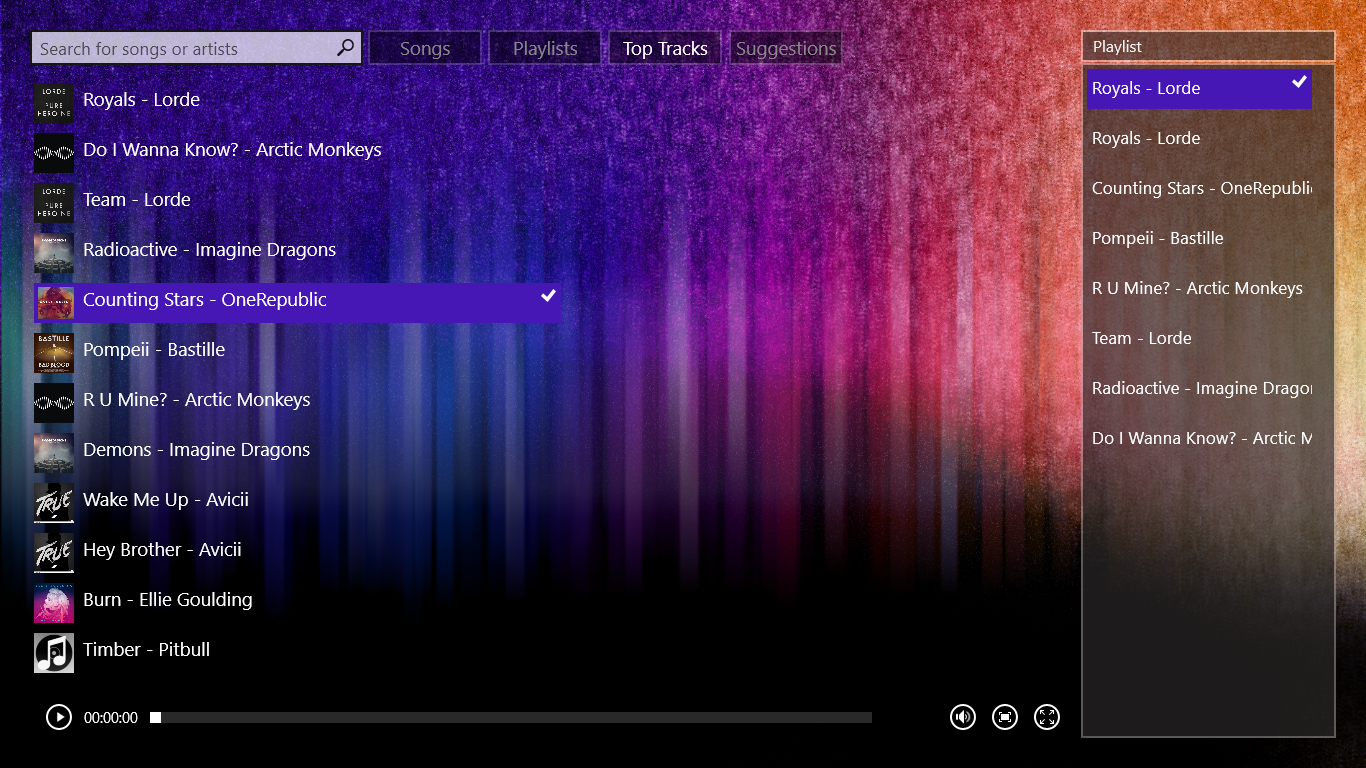 Search for songs or artists
Songs
Playlists
Top Tracks
Suggestions
LORDE
PURE
HEROINE
Royals - Lorde
Do I Wanna Know? - Arctic Monkeys
LORDE
PURE
HEROINE
Team - Lorde
Radioactive - Imagine Dragons
Counting Stars - OneRepublic
BASTILLE
BAD BLOOD
Pompeii - Bastille
R U Mine? - Arctic Monkeys
Demons - Imagine Dragons
TRUE
Wake Me Up - Avicii
TRUE
Hey Brother - Avicii
Burn - Ellie Goulding
Timber - Pitbull
00:00:00
Playlist
Royals - Lorde
Royals - Lorde
Counting Stars - OneRepubli
Pompeii - Bastille
R U Mine? - Arctic Monkeys
Team - Lorde
Radioactive - Imagine Drago
Do I Wanna Know? - Arctic M